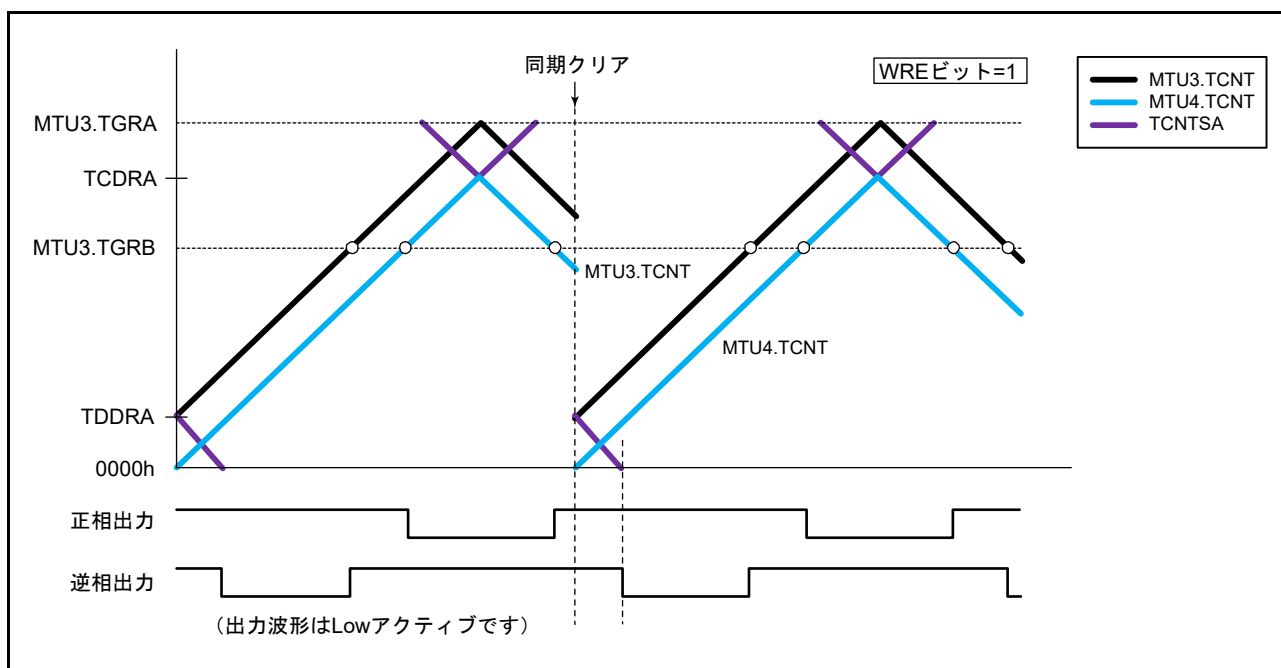 同期クリア
WREビット=1
MTU3.TCNT
MTU4.TCNT
TCNTSA
MTU3.TGRA
TCDRA
MTU3.TGRB
MTU3.TCNT
MTU4.TCNT
TDDRA
0000h
正相出力
逆相出力
（出力波形はLowアクティブです）